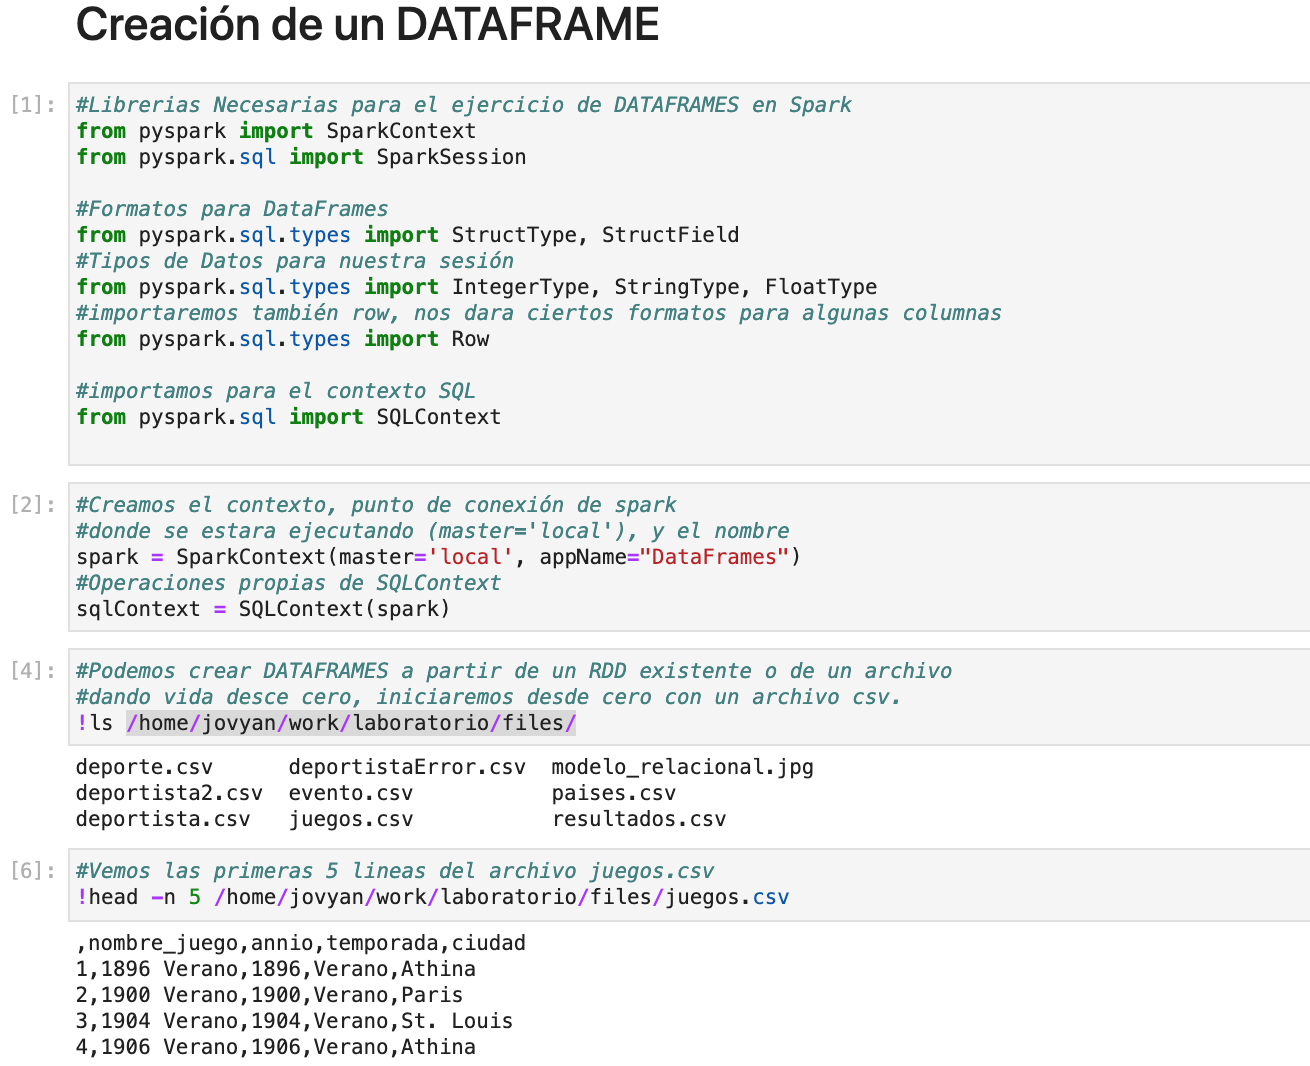 Creación de un DATAFRAME
[1]: #Librerias Necesarias para el ejercicio de DATAFRAMES en Spark
from pyspark import SparkContext
from pyspark.sql import SparkSession
#Formatos para DataFrames
from pyspark.sql.types import StructType, StructField
#Tipos de Datos para nuestra sesión
from pyspark.sql.types import IntegerType, StringType, FloatType
#importaremos también row, nos dara ciertos formatos para algunas columnas
from pyspark.sql.types import Row
#importamos para el contexto SQL
from pyspark.sql import SQLContext
[2]: #Creamos el contexto, punto de conexión de spark
#donde se estara ejecutando (master='local'), y el nombre
spark = SparkContext(master='local', appName="DataFrames")
#Operaciones propias de SQLContext
sqlContext = SQLContext(spark)
[4]: #Podemos crear DATAFRAMES a partir de un RDD existente o de un archivo
#dando vida desce cero, iniciaremos desde cero con un archivo csv.
!ls /home/jovyan/work/laboratorio/files/
deporte.csv deportistaError.csv modelo_relacional.jpg
deportista2.csv evento.csv paises.csv
deportista.csv juegos.csv resultados.csv
[6]: #Vemos las primeras 5 lineas del archivo juegos.csv
!head -n 5 /home/jovyan/work/laboratorio/files/juegos.csv
,nombre_juego,annio,temporada,ciudad
1,1896 Verano,1896,Verano,Athina
2,1900 Verano,1900,Verano,Paris
3,1904 Verano,1904,Verano,St. Louis
4,1906 Verano,1906,Verano,Athina